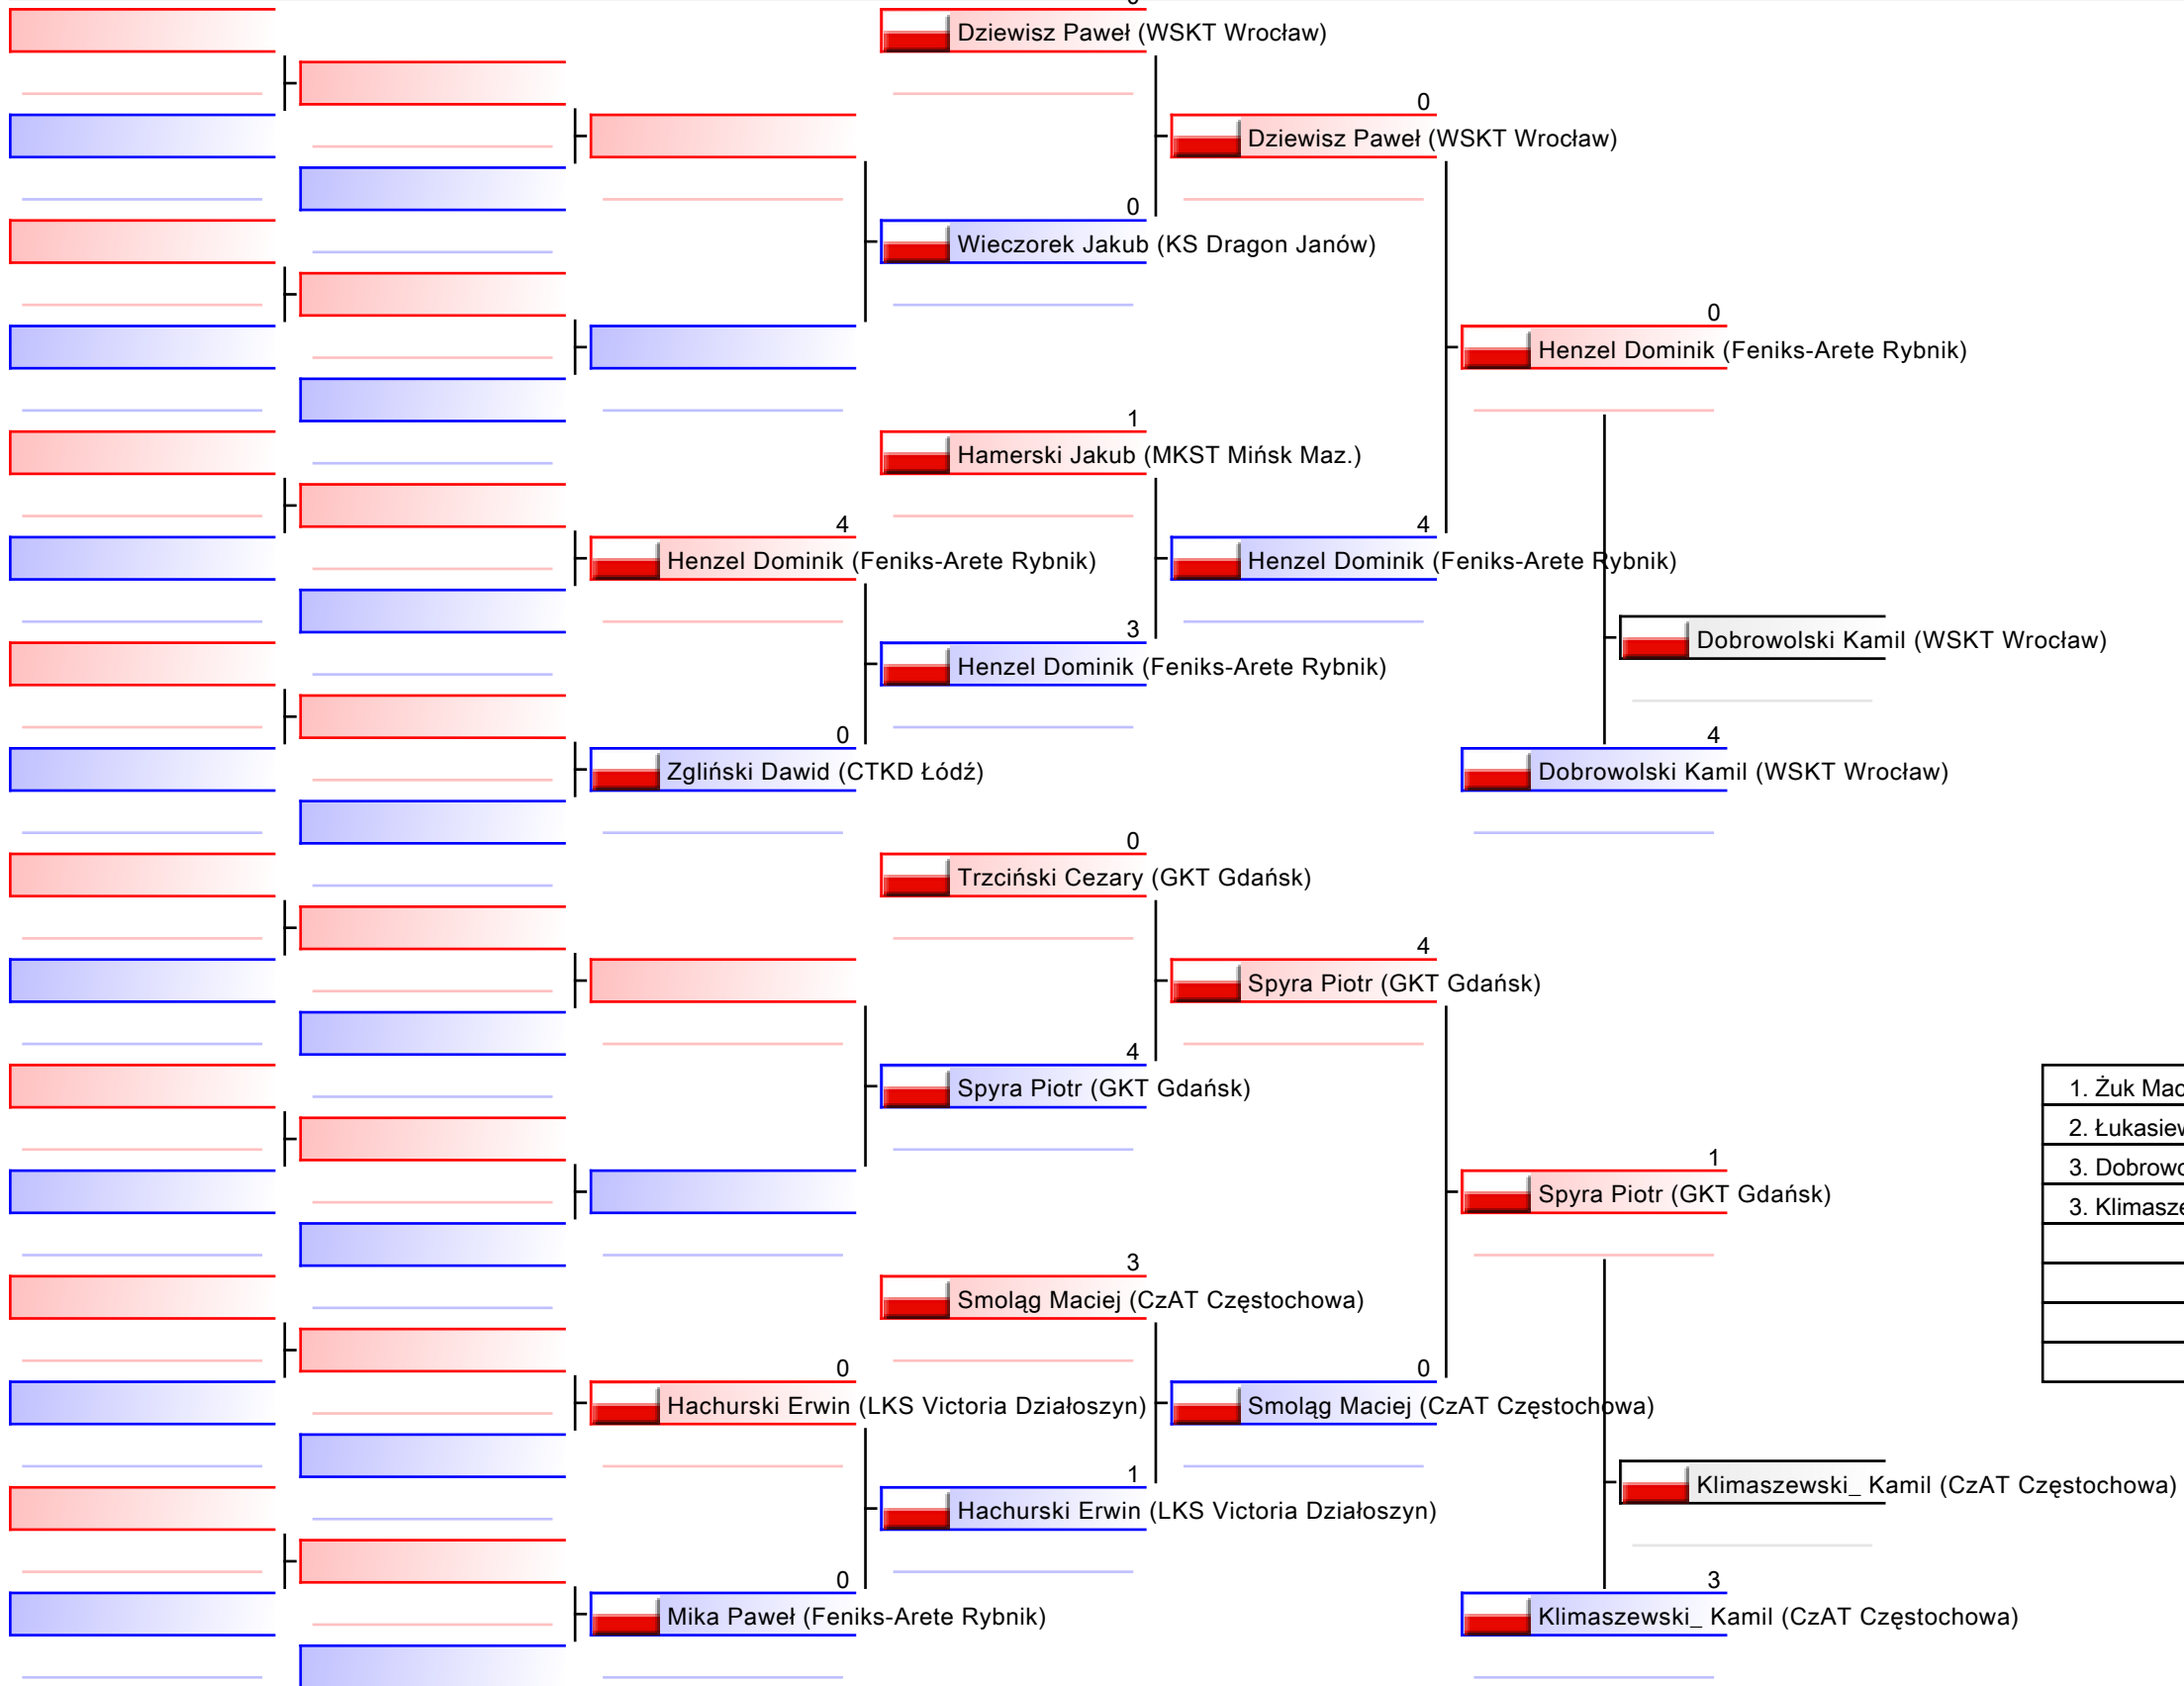 Dziewisz Paweł (WSKT Wrocław)
0
Dziewisz Paweł (WSKT Wrocław)
0
Wieczorek Jakub (KS Dragon Janów)
0
Henzel Dominik (Feniks-Arete Rybnik)
1
Hamerski Jakub (MKST Mińsk Maz.)
4
Henzel Dominik (Feniks-Arete Rybnik)
4
Henzel Dominik (Feniks-Arete Rybnik)
3
Henzel Dominik (Feniks-Arete Rybnik)
Dobrowolski Kamil (WSKT Wrocław)
0
Zgliński Dawid (CTKD Łódź)
4
Dobrowolski Kamil (WSKT Wrocław)
0
Trzciński Cezary (GKT Gdańsk)
4
Spyra Piotr (GKT Gdańsk)
4
Spyra Piotr (GKT Gdańsk)
1. Żuk Mac
2. Łukasiew
3. Dobrowo
3. Klimasze
1
Spyra Piotr (GKT Gdańsk)
3
Smoląg Maciej (CzAT Częstochowa)
0
Hachurski Erwin (LKS Victoria Działoszyn)
0
Smoląg Maciej (CzAT Częstochowa)
Klimaszewski_ Kamil (CzAT Częstochowa)
1
Hachurski Erwin (LKS Victoria Działoszyn)
0
Mika Paweł (Feniks-Arete Rybnik)
3
Klimaszewski_ Kamil (CzAT Częstochowa)